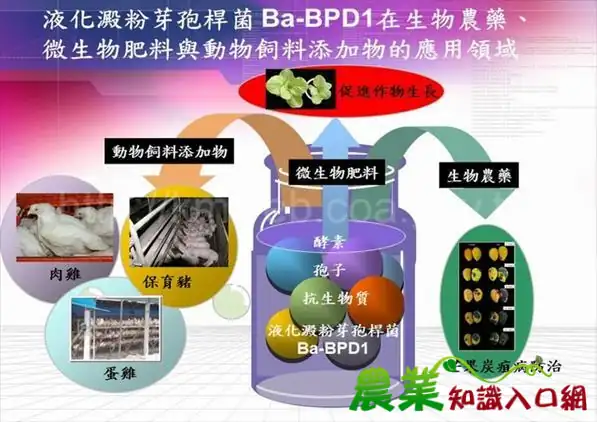 液化澱粉芽孢桿菌 Ba-BPD1在生物農藥、
微生物肥料與動物飼料添加物的應用領域
促進作物生長
動物飼料添加物
微生物肥料
生物農藥
肉雞
保育豬
蛋雞
酵素
孢子
抗生物質
液化澱粉芽孢桿菌
Ba-BPD1
芒果炭疽病防治
農業知識入口網